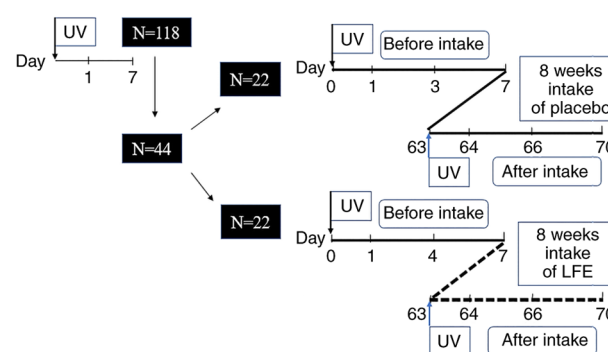 UV
N=118
Day
1 7
N=22
N=44
N=22
UV
Before intake
Day
0 1 3 7
8 weeks
intake
of placebo
63 64 66 70
UV
After intake
UV
Before intake
Day
0 1 4 7
8 weeks
intake
of LFE
63 64 66 70
UV
After intake